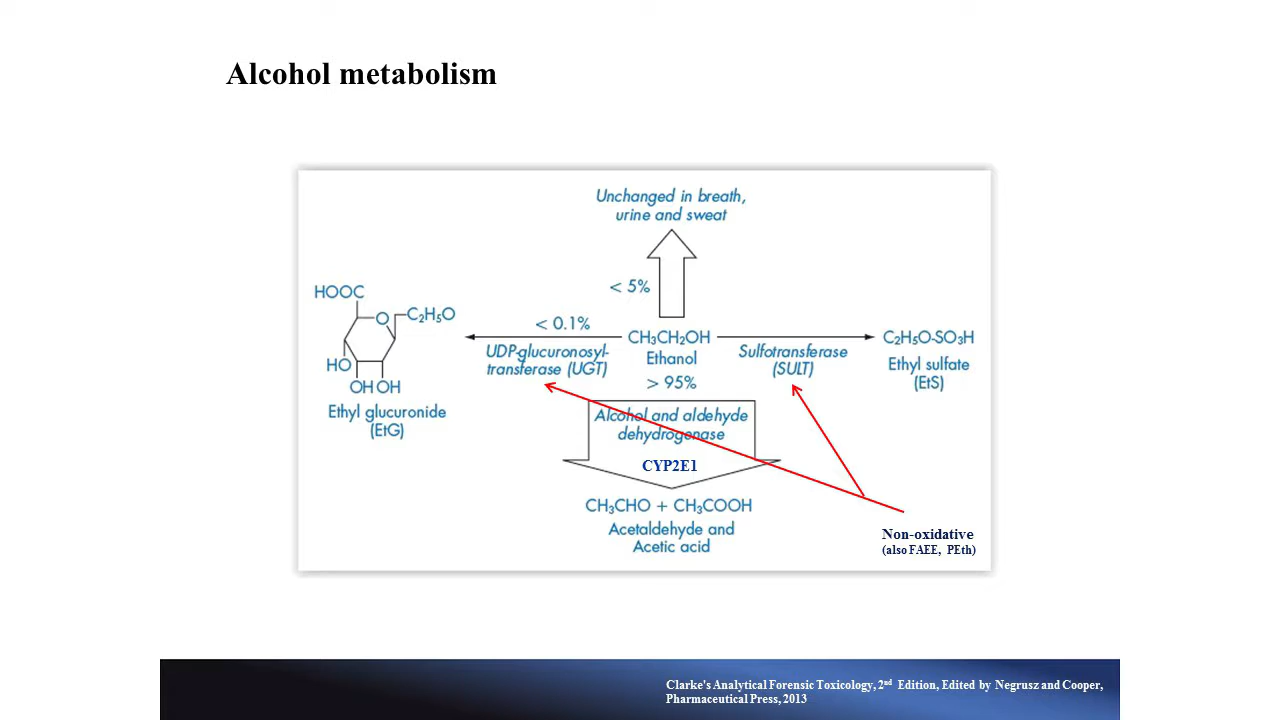 Alcohol metabolism
Unchanged in breath,
urine and sweat
< 5%
HOOC
O
C₂H₅O
HO
OH OH
Ethyl glucuronide
(EtG)
< 0.1%
UDP-glucuronosyl-
transferase (UGT)
CH₃CH₂OH
Ethanol
> 95%
Sulfotransferase
(SULT)
C₂H₅O-SO₃H
Ethyl sulfate
(EtS)
Alcohol and aldehyde
dehydrogenase
CYP2E1
CH₃CHO + CH₃COOH
Acetaldehyde and
Acetic acid
Non-oxidative
(also FAEE, PEth)
Clarke's Analytical Forensic Toxicology, 2nd Edition, Edited by Negrusz and Cooper,
Pharmaceutical Press, 2013